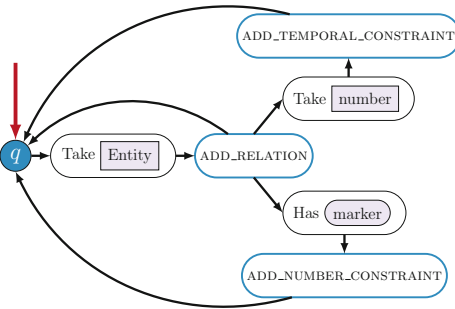 ADD_TEMPORAL_CONSTRAINT
Take number
q Take Entity ADD_RELATION
Has marker
ADD_NUMBER_CONSTRAINT